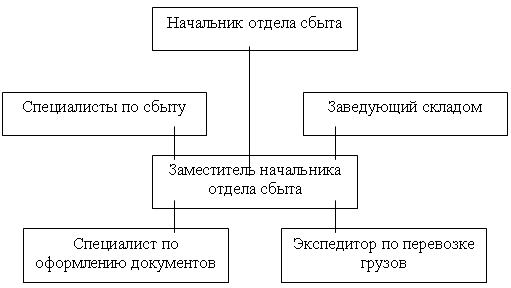 Начальник отдела сбыта
Специалисты по сбыту
Заведующий складом
Заместитель начальника
отдела сбыта
Специалист по
оформлению документов
Экспедитор по перевозке
грузов